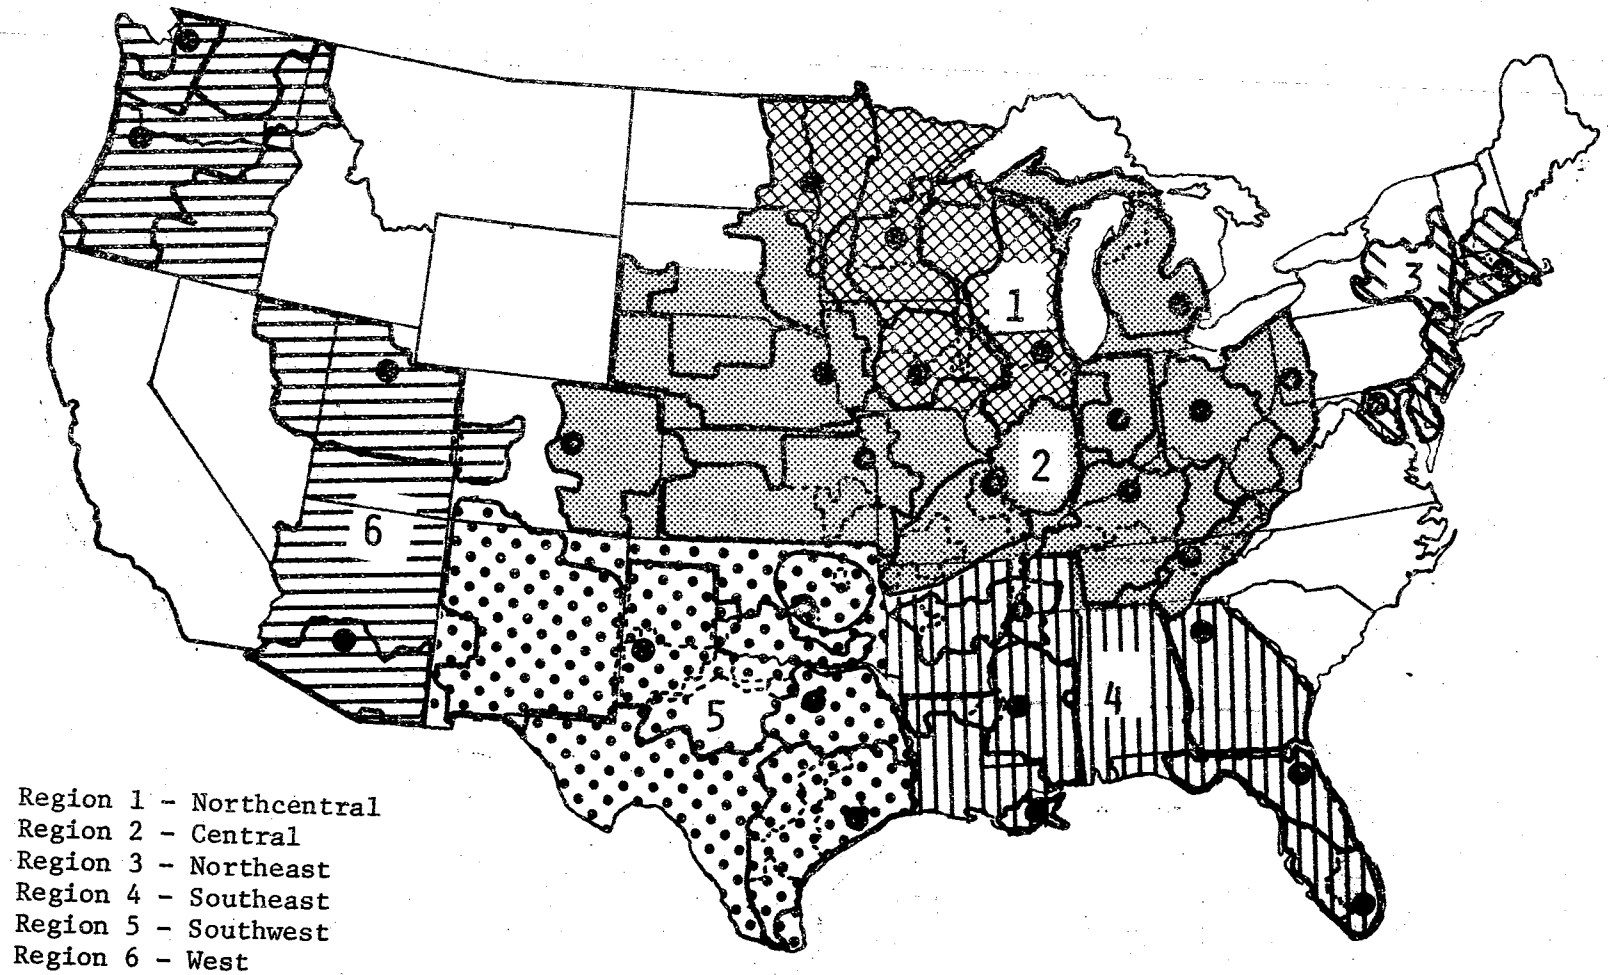 1
3
2
6
4
5
Region 1 - Northcentral
Region 2 - Central
Region 3 - Northeast
Region 4 - Southeast
Region 5 - Southwest
Region 6 - West